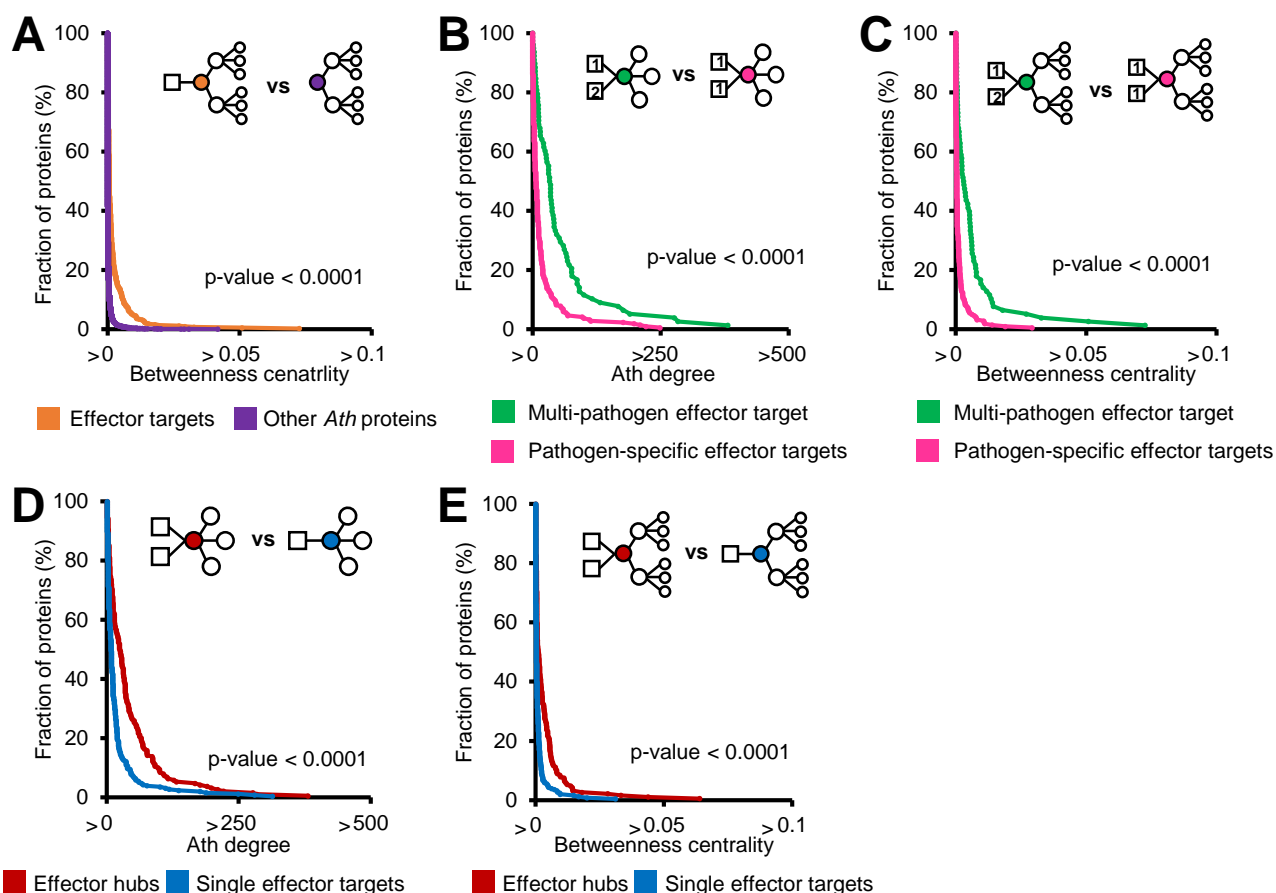 A
100
80
60
40
20
0
Fraction of proteins (%)
vs
p-value < 0.0001
>0
>0.05
>0.1
Betweenness cenatrlity
Effector targets
Other Ath proteins
B
100
80
60
40
20
0
Fraction of proteins (%)
1
2
vs
1
1
p-value < 0.0001
>0
>250
>500
Ath degree
Multi-pathogen effector target
Pathogen-specific effector targets
C
100
80
60
40
20
0
Fraction of proteins (%)
1
2
vs
1
1
p-value < 0.0001
>0
>0.05
>0.1
Betweenness centrality
Multi-pathogen effector target
Pathogen-specific effector targets
D
100
80
60
40
20
0
Fraction of proteins (%)
vs
p-value < 0.0001
>0
>250
>500
Ath degree
Effector hubs
Single effector targets
E
100
80
60
40
20
0
Fraction of proteins (%)
vs
p-value < 0.0001
>0
>0.05
>0.1
Betweenness centrality
Effector hubs
Single effector targets